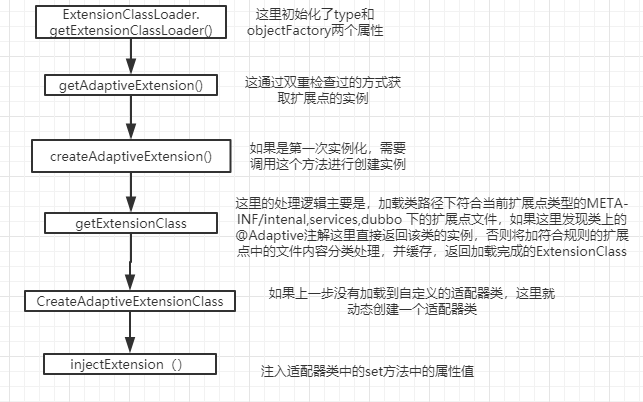 ExtensionClassLoader.
getExtensionClassLoader()
这里初始化了type和
objectFactory两个属性
getAdaptiveExtension()
这通过双重检查过的方式获
取扩展点的实例
createAdaptiveExtension()
如果是第一次实例化，需要
调用这个方法进行创建实例
getExtensionClass
这里的处理逻辑主要是，加载类路径下符合当前扩展点类型的META-
INF/intenal,services,dubbo 下的扩展点文件，如果这里发现类上的
@Adaptive注解这里直接返回该类的实例，否则将加符合规则的扩展
点中的文件内容分类处理，并缓存，返回加载完成的ExtensionClass
CreateAdaptiveExtensionClass
如果上一步没有加载到自定义的适配器类，这里就
动态创建一个适配器类
injectExtension（）
注入适配器类中的set方法中的属性值